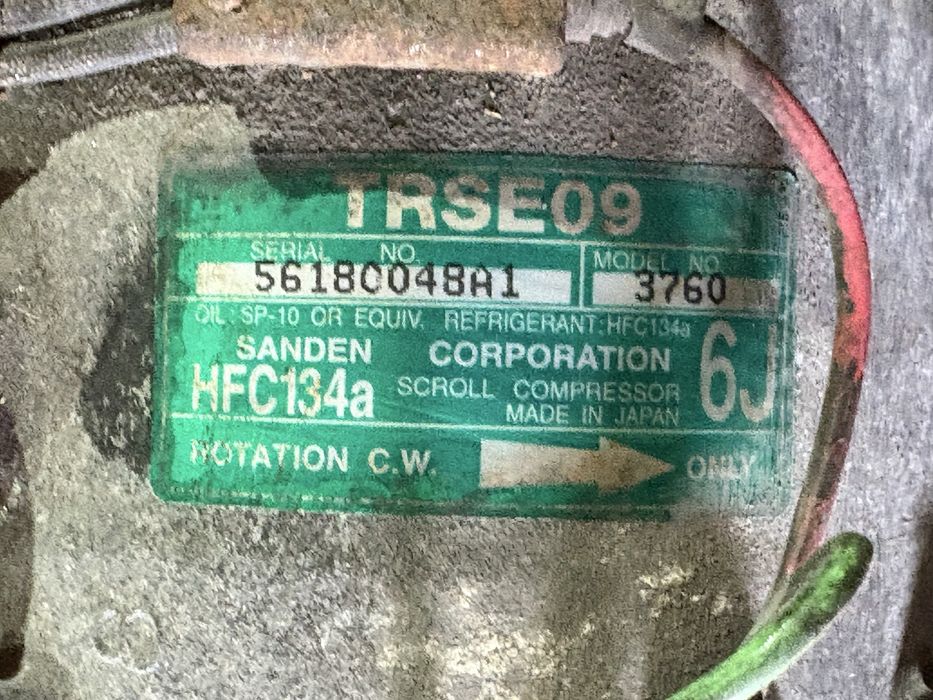 TRSE09
SERIAL NO.
56180048A1
MODEL NO.
3760
OIL: SP-10 OR EQUIV. REFRIGERANT: HFC134a
SANDEN CORPORATION
HFC134a SCROLL COMPRESSOR
MADE IN JAPAN
6J
ROTATION C.W. ONLY